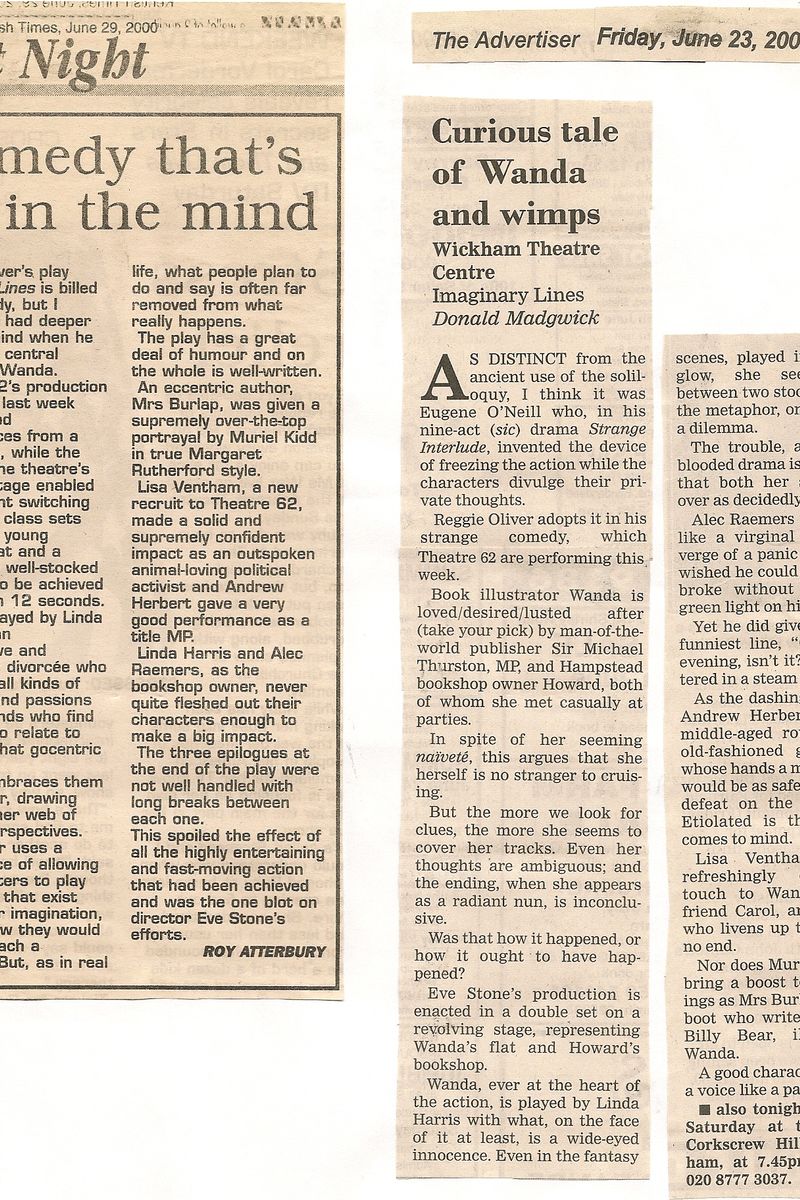 sh Times, June 29, 2000
t Night
medy that's
in the mind
ver's play
Lines is billed
dy, but I
had deeper
ind when he
central
Wanda.
2's production
last week
nd
ces from a
, while the
he theatre's
tage enabled
nt switching
class sets
young
at and a
well-stocked
o be achieved
n 12 seconds.
ayed by Linda
an
ve and
divorcée who
all kinds of
nd passions
nds who find
o relate to
hat gocentric
mbraces them
r, drawing
her web of
rspectives.
r uses a
ce of allowing
ters to play
that exist
r imagination,
w they would
ach a
But, as in real
life, what people plan to
do and say is often far
removed from what
really happens.
The play has a great
deal of humour and on
the whole is well-written.
An eccentric author,
Mrs Burlap, was given a
supremely over-the-top
portrayal by Muriel Kidd
in true Margaret
Rutherford style.
Lisa Ventham, a new
recruit to Theatre 62,
made a solid and
supremely confident
impact as an outspoken
animal-loving political
activist and Andrew
Herbert gave a very
good performance as a
title MP.
Linda Harris and Alec
Raemers, as the
bookshop owner, never
quite fleshed out their
characters enough to
make a big impact.
The three epilogues at
the end of the play were
not well handled with
long breaks between
each one.
This spoiled the effect of
all the highly entertaining
and fast-moving action
that had been achieved
and was the one blot on
director Eve Stone's
efforts.
ROY ATTERBURY
The Advertiser Friday, June 23, 200
Curious tale
of Wanda
and wimps
Wickham Theatre
Centre
Imaginary Lines
Donald Madgwick
AS DISTINCT from the
ancient use of the solil-
oquy, I think it was
Eugene O'Neill who, in his
nine-act (sic) drama Strange
Interlude, invented the device
of freezing the action while the
characters divulge their pri-
vate thoughts.
Reggie Oliver adopts it in his
strange comedy, which
Theatre 62 are performing this
week.
Book illustrator Wanda is
loved/desired/lusted after
(take your pick) by man-of-the-
world publisher Sir Michael
Thurston, MP, and Hampstead
bookshop owner Howard, both
of whom she met casually at
parties.
In spite of her seeming
naïveté, this argues that she
herself is no stranger to cruis-
ing.
But the more we look for
clues, the more she seems to
cover her tracks. Even her
thoughts are ambiguous; and
the ending, when she appears
as a radiant nun, is inconclu-
sive.
Was that how it happened, or
how it ought to have hap-
pened?
Eve Stone's production is
enacted in a double set on a
revolving stage, representing
Wanda's flat and Howard's
bookshop.
Wanda, ever at the heart of
the action, is played by Linda
Harris with what, on the face
of it at least, is a wide-eyed
innocence. Even in the fantasy
scenes, played i
glow, she see
between two stoo
the metaphor, or
a dilemma.
The trouble, a
blooded drama is
that both her s
over as decidedly
Alec Raemers
like a virginal
verge of a panic
wished he could
broke without
green light on hi
Yet he did give
funniest line, "
evening, isn't it?
tered in a steam
As the dashing
Andrew Herber
middle-aged ro
old-fashioned g
whose hands a m
would be as safe
defeat on the
Etiolated is th
comes to mind.
Lisa Ventha
refreshingly
touch to Wan
friend Carol, an
who livens up t
no end.
Nor does Mur
bring a boost t
ings as Mrs Burl
boot who write
Billy Bear, il
Wanda.
A good charac
a voice like a pa
■ also tonigh
Saturday at t
Corkscrew Hil
ham, at 7.45pm
020 8777 3037.